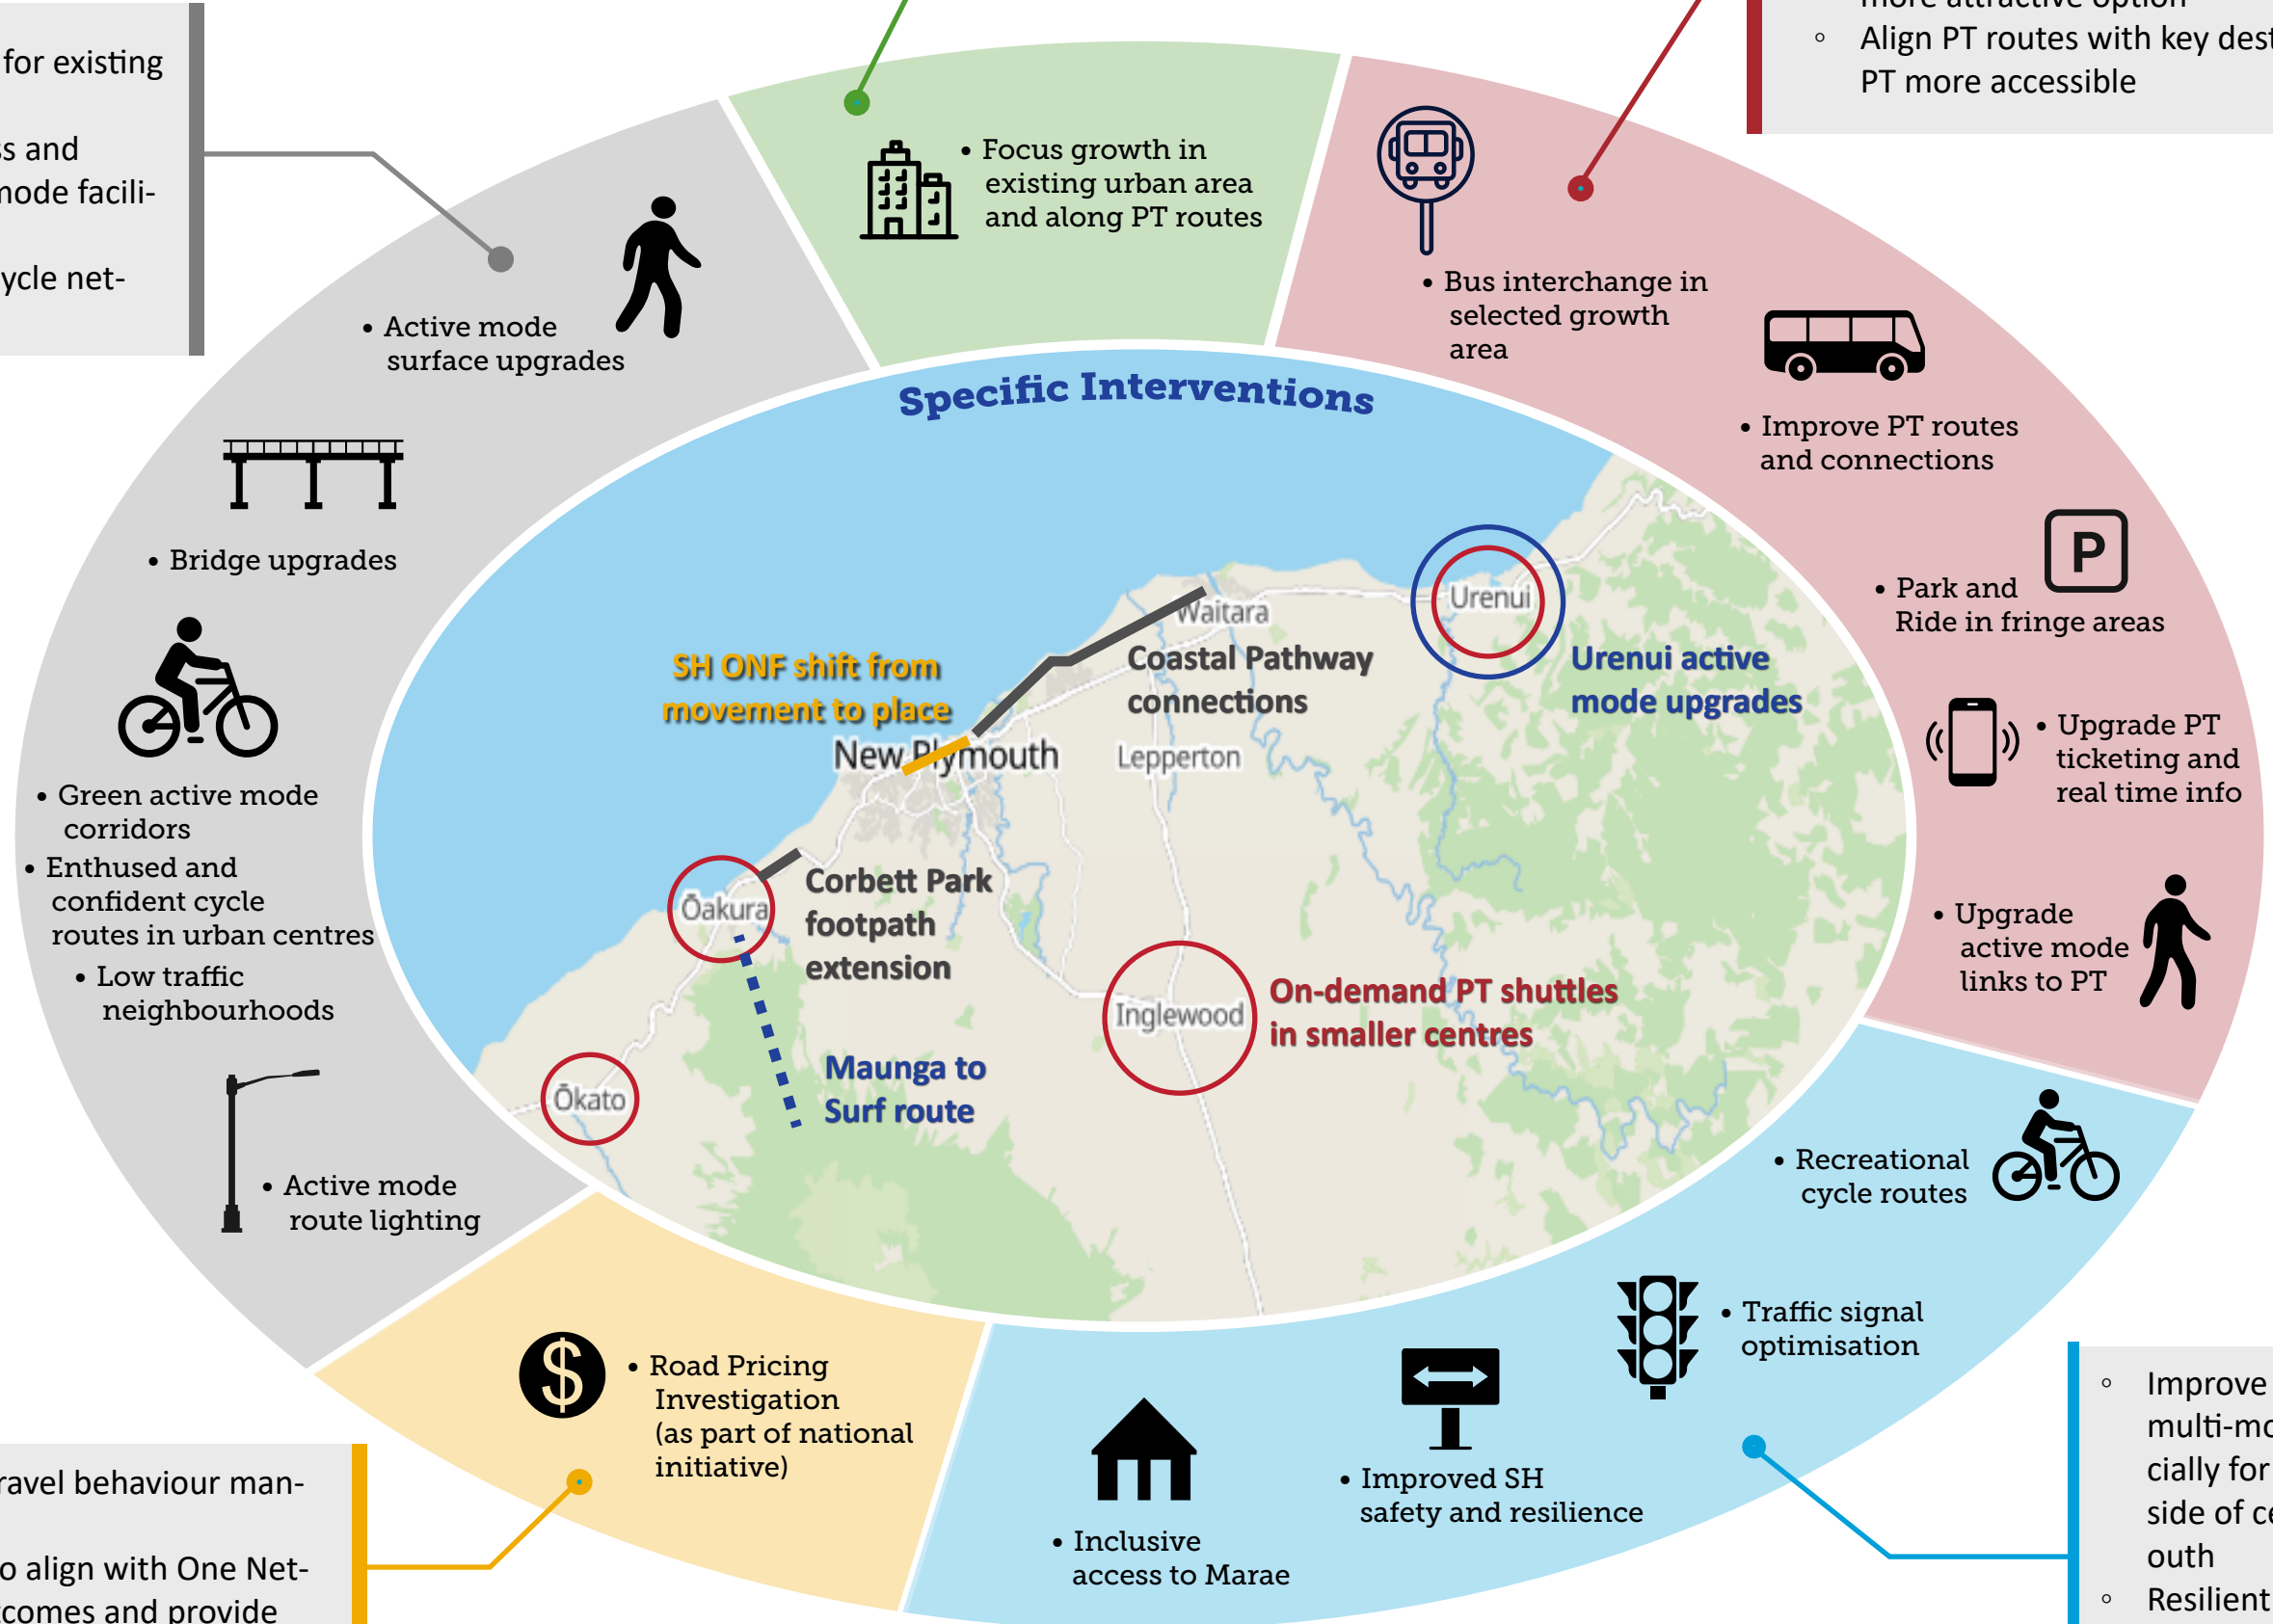 for existing
ss and
mode facili-
ycle net-
more attractive option
◦ Align PT routes with key dest
PT more accessible
• Focus growth in
existing urban area
and along PT routes
• Bus interchange in
selected growth
area
• Improve PT routes
and connections
P
• Park and
Ride in fringe areas
• Upgrade PT
ticketing and
real time info
• Upgrade
active mode
links to PT
• Active mode
surface upgrades
• Bridge upgrades
• Green active mode
corridors
• Enthused and
confident cycle
routes in urban centres
• Low traffic
neighbourhoods
• Active mode
route lighting
Specific Interventions
SH ONF shift from
movement to place
New Plymouth
Waitara
Coastal Pathway
connections
Lepperton
Urenui
Urenui active
mode upgrades
Ōakura
Corbett Park
footpath
extension
Inglewood
On-demand PT shuttles
in smaller centres
Maunga to
Surf route
Ōkato
• Recreational
cycle routes
• Traffic signal
optimisation
• Improved SH
safety and resilience
• Inclusive
access to Marae
$
• Road Pricing
Investigation
(as part of national
initiative)
ravel behaviour man-
o align with One Net-
tcomes and provide
◦ Improve
multi-mo
cially for
side of ce
outh
◦ Resilient